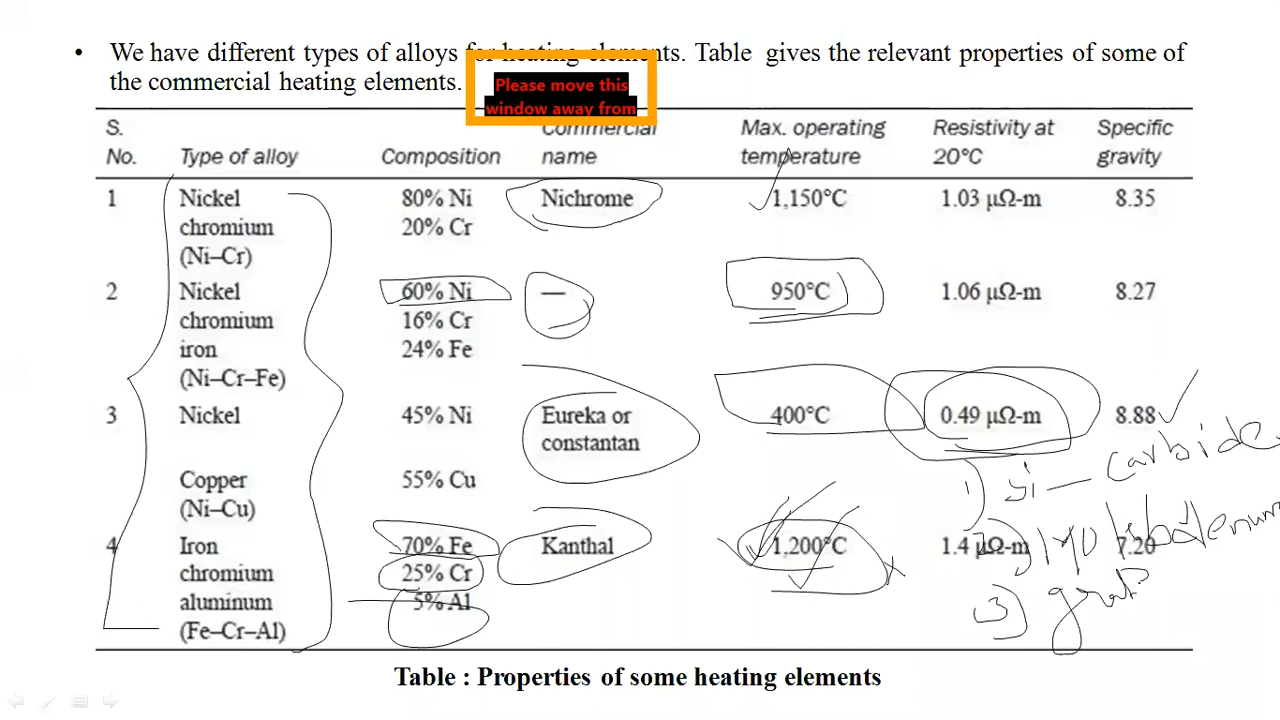 • We have different types of alloys for heating elements. Table gives the relevant properties of some of
the commercial heating elements.
Please move this
window away from
S. No. Type of alloy Composition Commercial name Max. operating temperature Resistivity at 20°C Specific gravity
1 Nickel 80% Ni Nichrome 1,150°C 1.03 µΩ-m 8.35
chromium 20% Cr
(Ni–Cr)
2 Nickel 60% Ni — 950°C 1.06 µΩ-m 8.27
chromium 16% Cr
iron 24% Fe
(Ni–Cr–Fe)
3 Nickel 45% Ni Eureka or 400°C 0.49 µΩ-m 8.88
constantan
Copper 55% Cu
(Ni–Cu)
4 Iron 70% Fe Kanthal 1,200°C 1.4 µΩ-m 7.20
chromium 25% Cr
aluminum 5% Al
(Fe–Cr–Al)
1) Si — carbide
2) Molybdenum
3)
Table : Properties of some heating elements